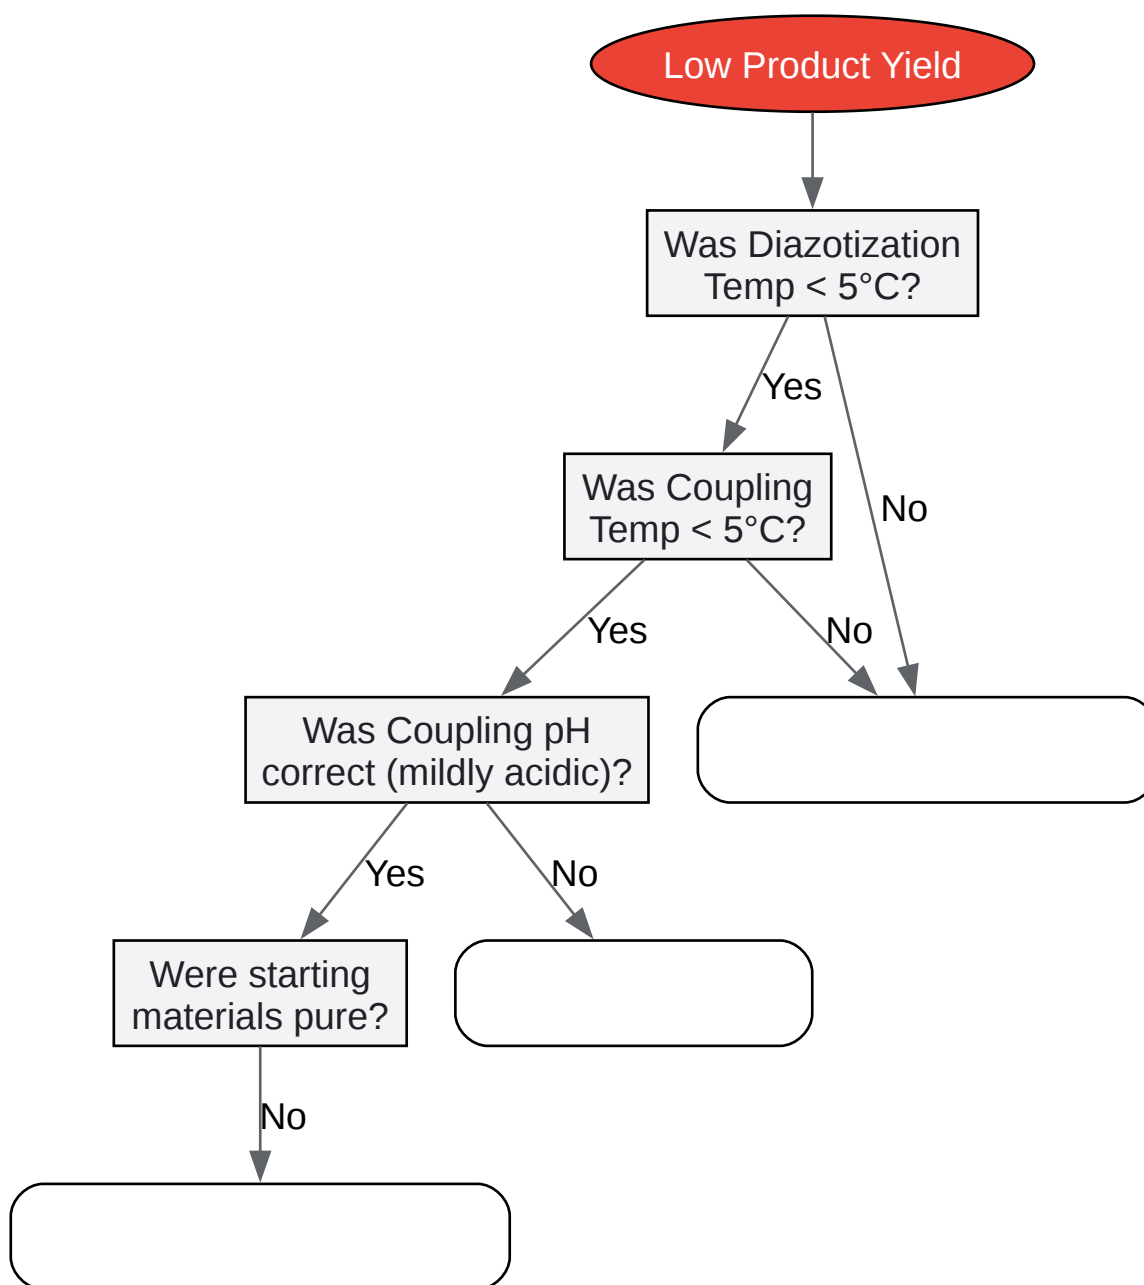 Low Product Yield
Was Diazotization
Temp < 5°C?
Yes
No
Was Coupling
Temp < 5°C?
Yes
No
Was Coupling pH
correct (mildly acidic)?
Yes
No
Were starting
materials pure?
No